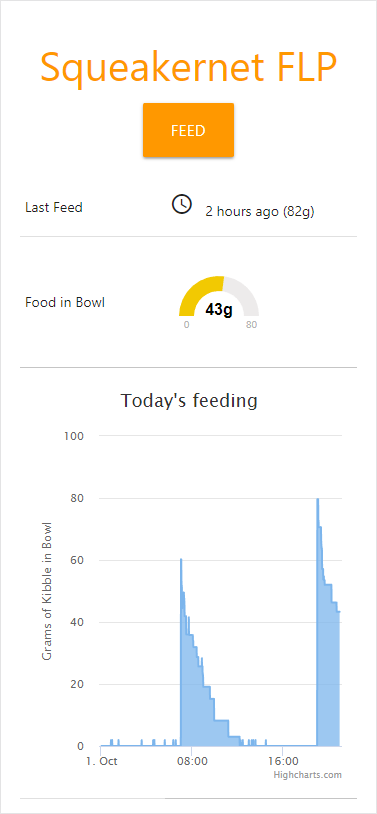 Squeakernet FLP
FEED
Last Feed
2 hours ago (82g)
Food in Bowl
43g
0
80
Today's feeding
Grams of Kibble in Bowl
100
80
60
40
20
0
1. Oct
08:00
16:00
Highcharts.com